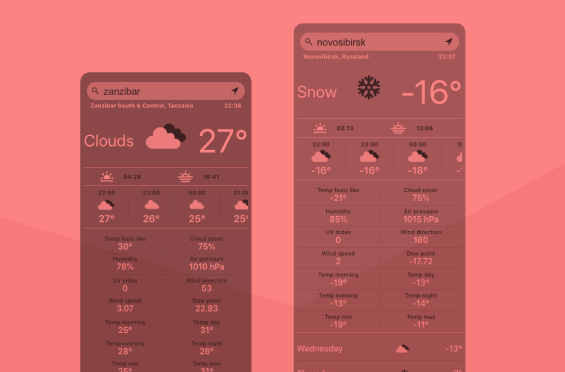 zanzibar
Zanzibar South & Central, Tanzania 22:36
Clouds 27°
04:28 16:41
22:00 23:00 00:00 01:0
27° 26° 25° 25°
Temp feels like Cloud cover
30° 75%
Humidity Air pressure
78% 1010 hPa
UV index Wind direction
0 53
Wind speed Dew point
3.07 22.83
Temp morning Temp day
25° 31°
Temp evening Temp night
28° 26°
Temp min Temp max
novosibirsk
Novosibirsk, Ryssland 22:37
Snow -16°
02:13 13:06
22:00 23:00 00:00
-16° -16° -18°
Temp feels like Cloud cover
-21° 75%
Humidity Air pressure
85% 1015 hPa
UV index Wind direction
0 160
Wind speed Dew point
2 -17.72
Temp morning Temp day
-19° -13°
Temp evening Temp night
-13° -14°
Temp min Temp max
-19° -11°
Wednesday -13°